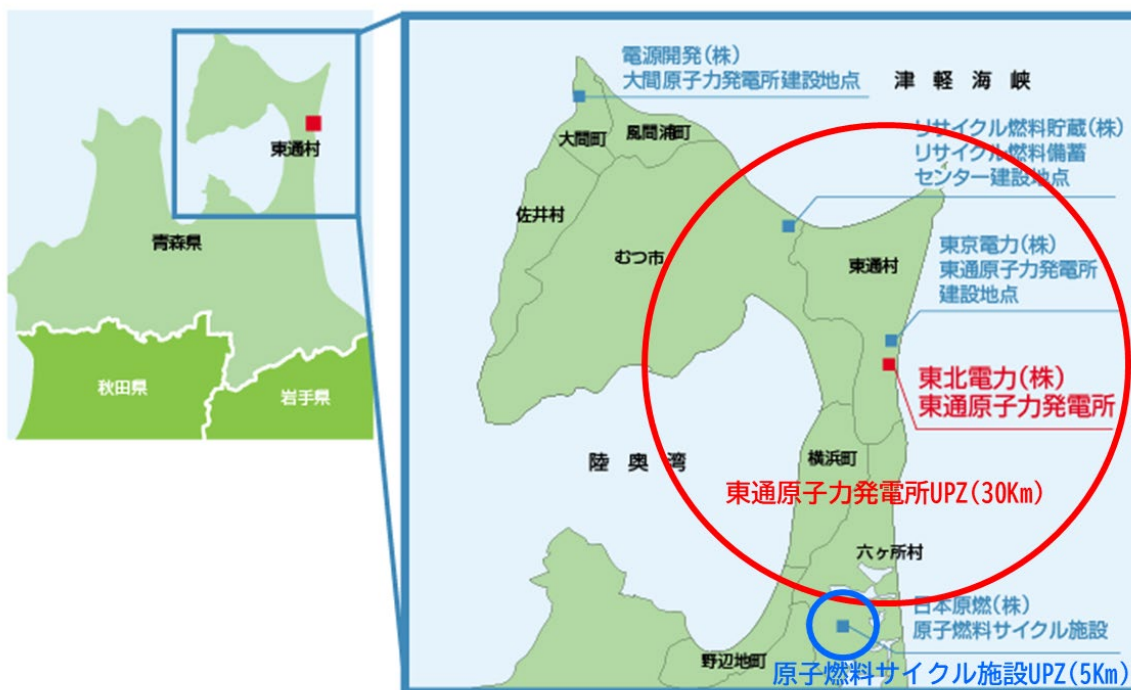 東通村
青森県
秋田県
岩手県
電源開発(株)
大間原子力発電所建設地点
津軽海峡
大間町
風間浦町
リサイクル燃料貯蔵(株)
リサイクル燃料備蓄
センター建設地点
佐井村
むつ市
東通村
東京電力(株)
東通原子力発電所
建設地点
東北電力(株)
東通原子力発電所
陸奥湾
横浜町
東通原子力発電所UPZ(30Km)
六ヶ所村
日本原燃(株)
原子燃料サイクル施設
野辺地町
原子燃料サイクル施設UPZ(5Km)